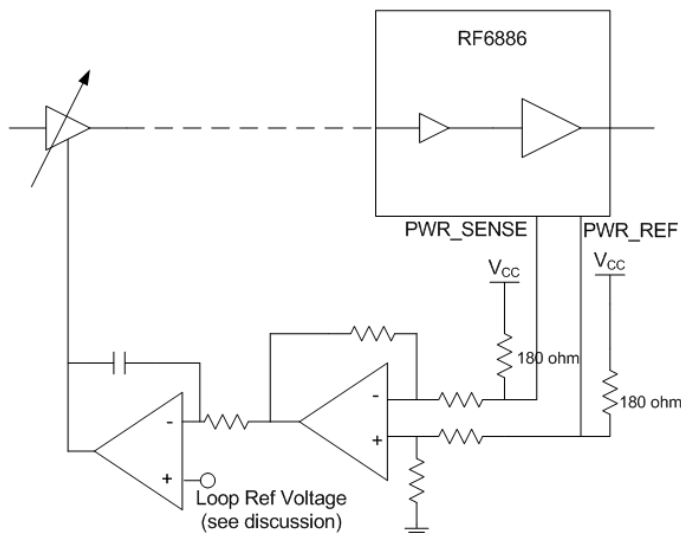 RF6886
PWR_SENSE
PWR_REF
VCC
VCC
180 ohm
180 ohm
-
+
-
+
Loop Ref Voltage
(see discussion)